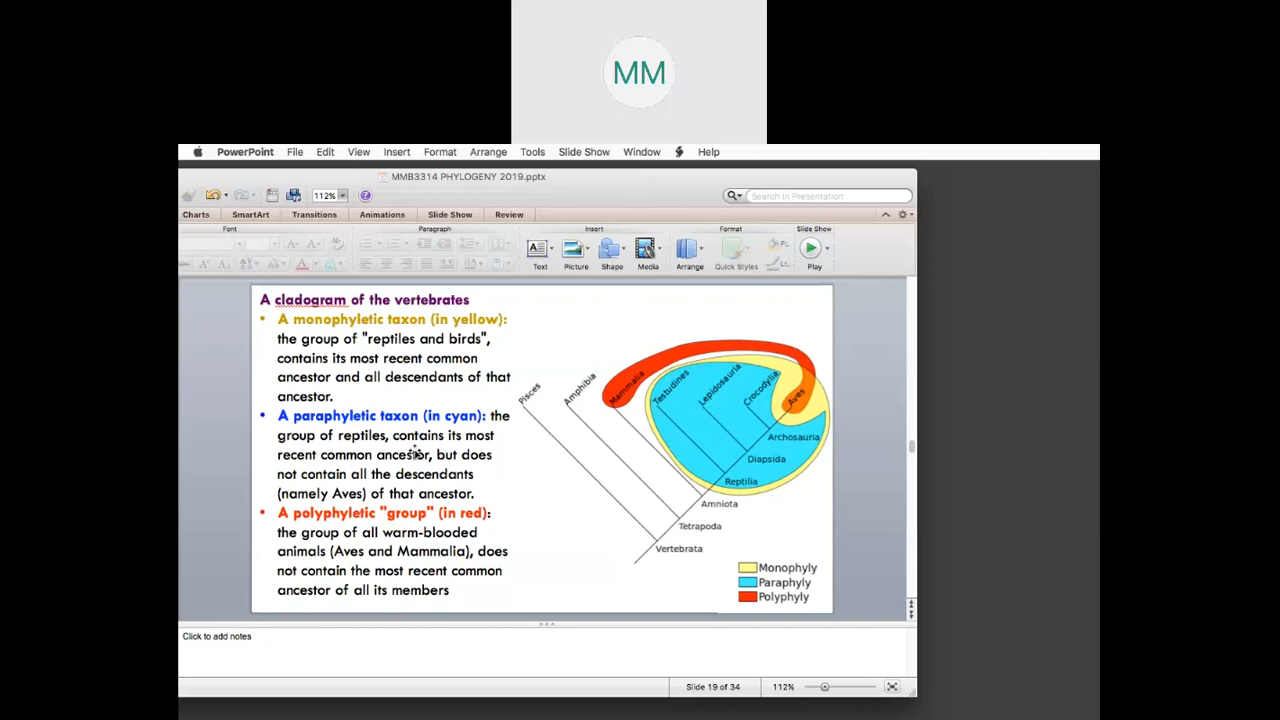 MM
PowerPoint File Edit View Insert Format Arrange Tools Slide Show Window Help
MMB3314 PHYLOGENY 2019.pptx
112%
Search in Presentation
Charts SmartArt Transitions Animations Slide Show Review
Font Paragraph Insert Format Slide Show
Text Picture Shape Media Arrange Quick Styles Play
A cladogram of the vertebrates
• A monophyletic taxon (in yellow):
the group of "reptiles and birds",
contains its most recent common
ancestor and all descendants of that
ancestor.
• A paraphyletic taxon (in cyan): the
group of reptiles, contains its most
recent common ancestor, but does
not contain all the descendants
(namely Aves) of that ancestor.
• A polyphyletic "group" (in red):
the group of all warm-blooded
animals (Aves and Mammalia), does
not contain the most recent common
ancestor of all its members
Pisces
Amphibia
Mammalia
Testudines
Lepidosauria
Crocodylia
Aves
Archosauria
Diapsida
Reptilia
Amniota
Tetrapoda
Vertebrata
Monophyly
Paraphyly
Polyphyly
Click to add notes
Slide 19 of 34
112%